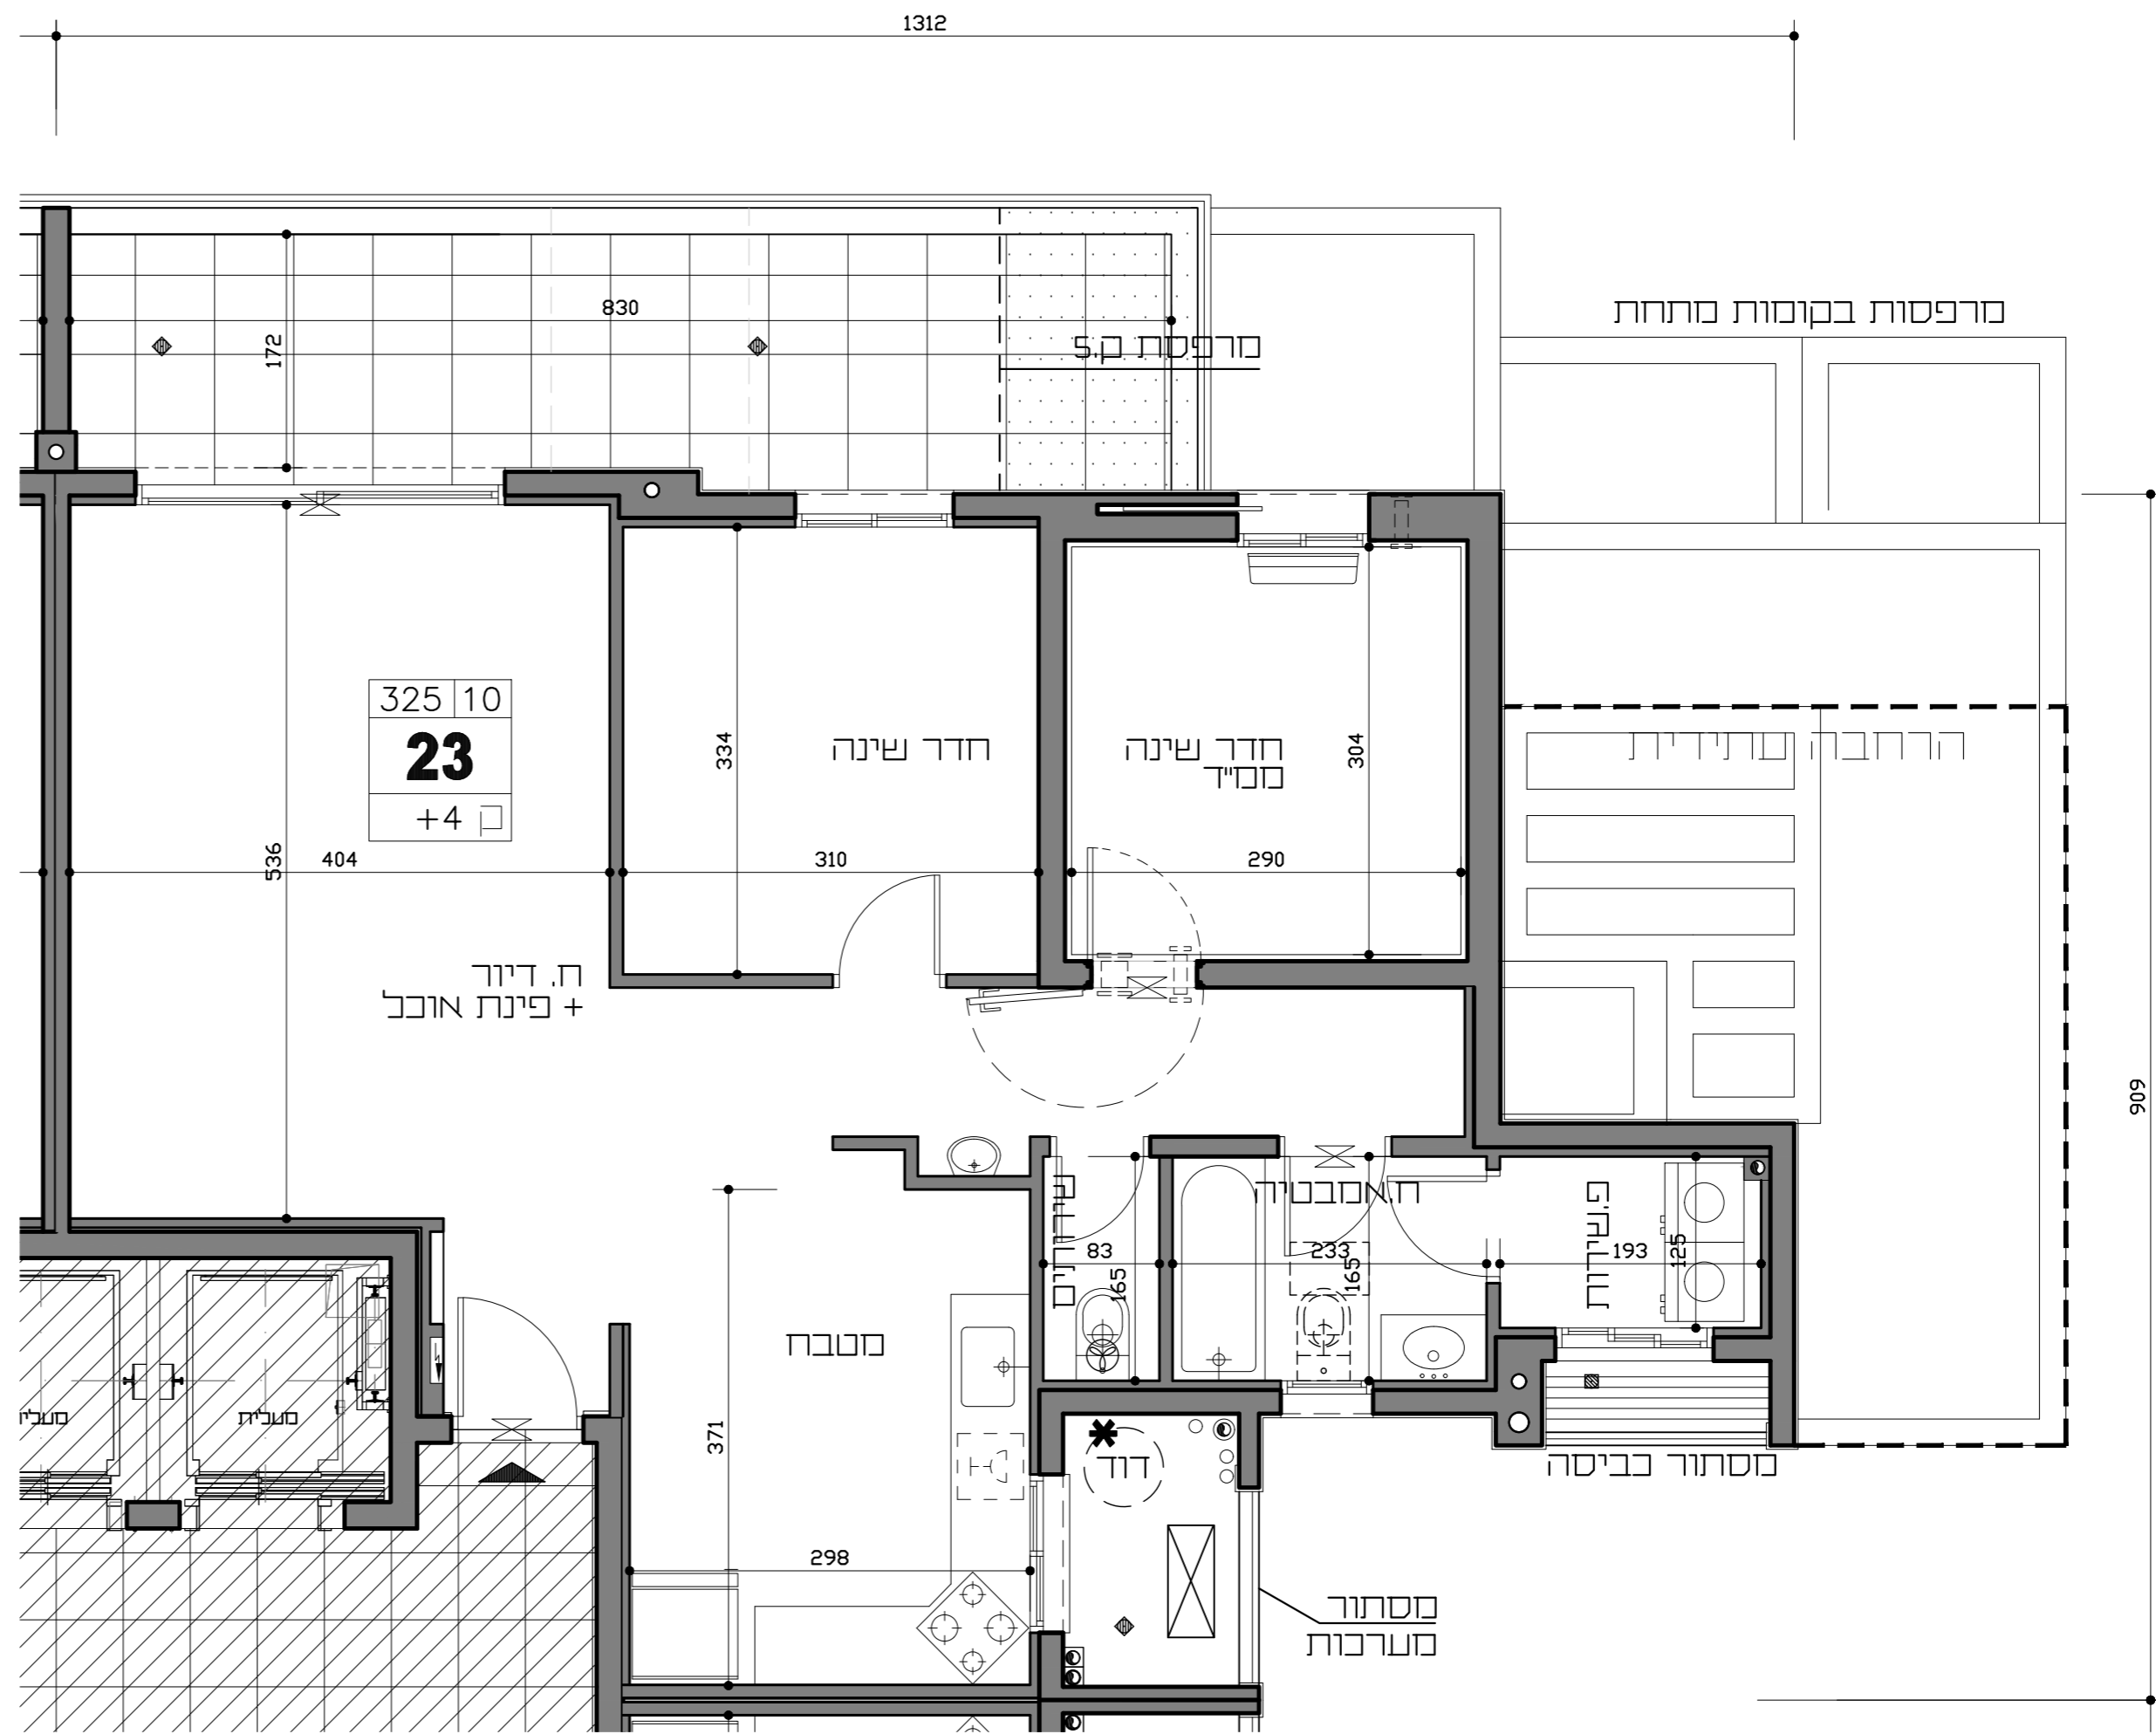 1312
מרפסות בקומות מתחת
830
172
מרפסת ק.5
325 10
23
ק 4+
334
חדר שינה
חדר שינה
ממ"ד
304
הרחבה עתידית
536
404
310
290
ח. דיור
+ פינת אוכל
909
שירותים
ח.אמבטיה
פ.שירות
83
165
233
165
193
125
מטבח
מעלית
מעלית
371
דוד
מסתור כביסה
298
מסתור
מערכות